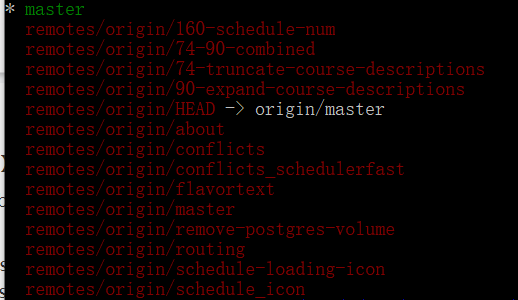 * master
remotes/origin/160-schedule-num
remotes/origin/74-90-combined
remotes/origin/74-truncate-course-descriptions
remotes/origin/90-expand-course-descriptions
remotes/origin/HEAD -> origin/master
remotes/origin/about
remotes/origin/conflicts
remotes/origin/conflicts_schedulerfast
remotes/origin/flavortext
remotes/origin/master
remotes/origin/remove-postgres-volume
remotes/origin/routing
remotes/origin/schedule-loading-icon
remotes/origin/schedule_icon